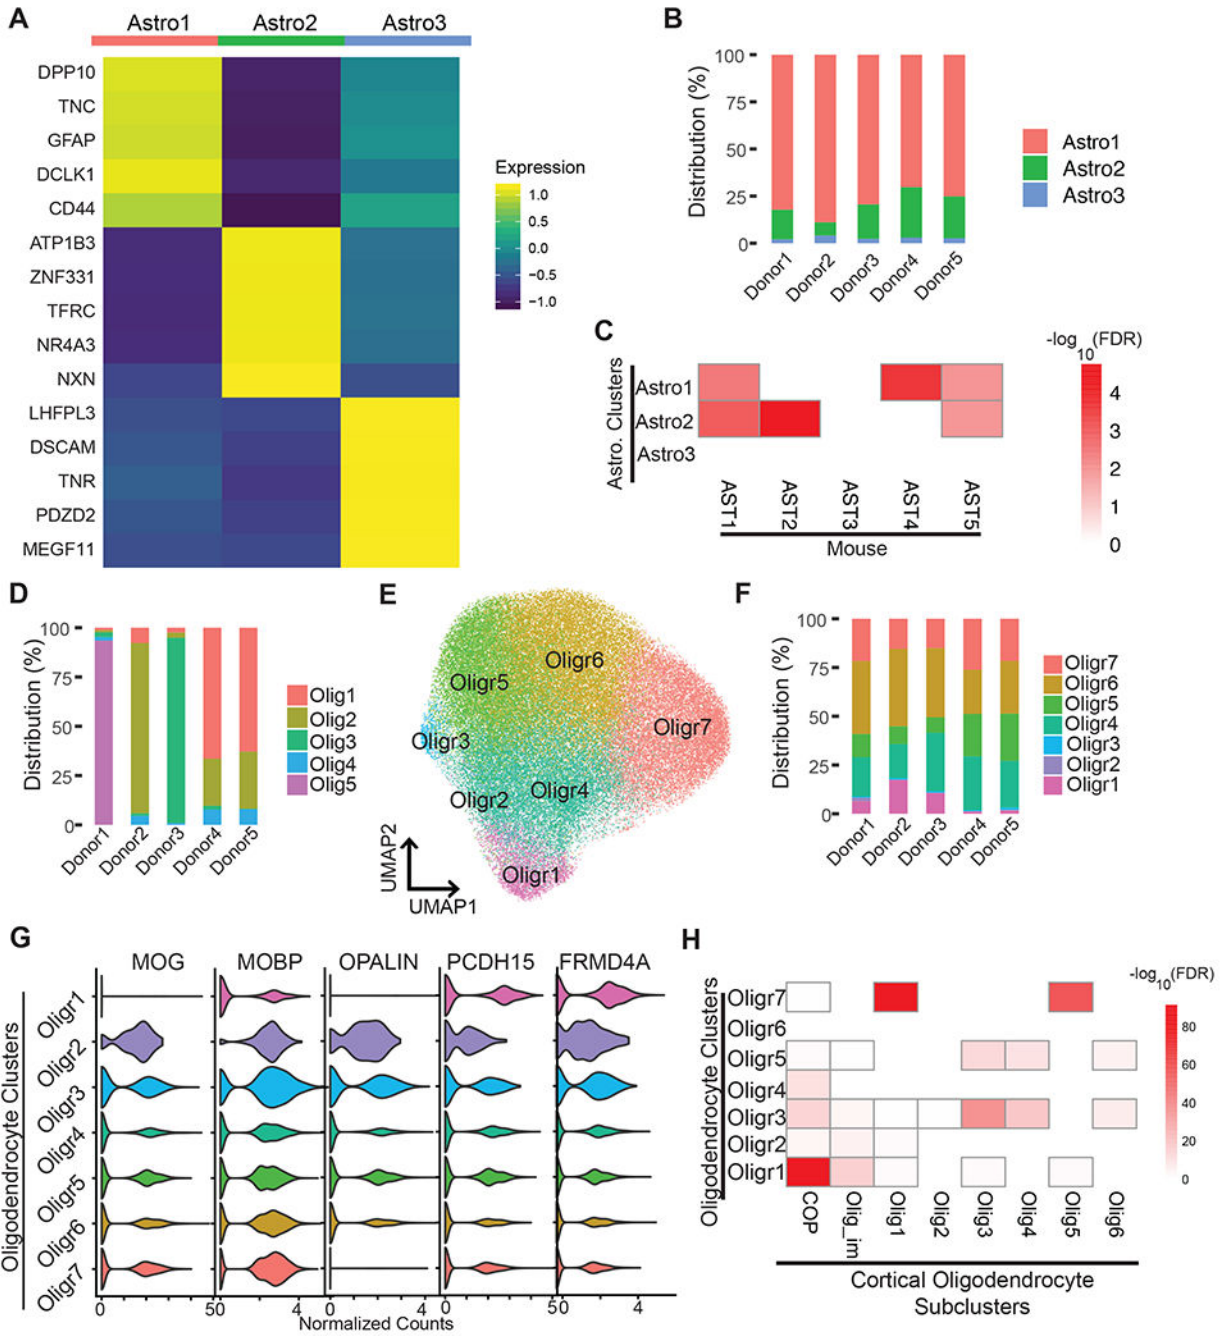 A
Astro1 Astro2 Astro3
DPP10
TNC
GFAP
DCLK1
CD44
ATP1B3
ZNF331
TFRC
NR4A3
NXN
LHFPL3
DSCAM
TNR
PDZD2
MEGF11
Expression
1.0
0.5
0.0
−0.5
−1.0
B
Distribution (%)
100
75
50
25
0
Donor1 Donor2 Donor3 Donor4 Donor5
Astro1
Astro2
Astro3
C
Astro. Clusters
Astro1
Astro2
Astro3
AST1 AST2 AST3 AST4 AST5
Mouse
-log10(FDR)
4
3
2
1
0
D
Distribution (%)
100
75
50
25
0
Donor1 Donor2 Donor3 Donor4 Donor5
Olig1
Olig2
Olig3
Olig4
Olig5
E
Oligr6
Oligr5
Oligr7
Oligr3
Oligr4
Oligr2
Oligr1
UMAP2
UMAP1
F
Distribution (%)
100
75
50
25
0
Donor1 Donor2 Donor3 Donor4 Donor5
Oligr7
Oligr6
Oligr5
Oligr4
Oligr3
Oligr2
Oligr1
G
MOG MOBP OPALIN PCDH15 FRMD4A
Oligodendrocyte Clusters
Oligr1
Oligr2
Oligr3
Oligr4
Oligr5
Oligr6
Oligr7
0 5 0 4 0 4 0 5 0 4
Normalized Counts
H
Oligodendrocyte Clusters
Oligr7
Oligr6
Oligr5
Oligr4
Oligr3
Oligr2
Oligr1
COP Olig_im Olig1 Olig2 Olig3 Olig4 Olig5 Olig6
Cortical Oligodendrocyte
Subclusters
-log10(FDR)
80
60
40
20
0